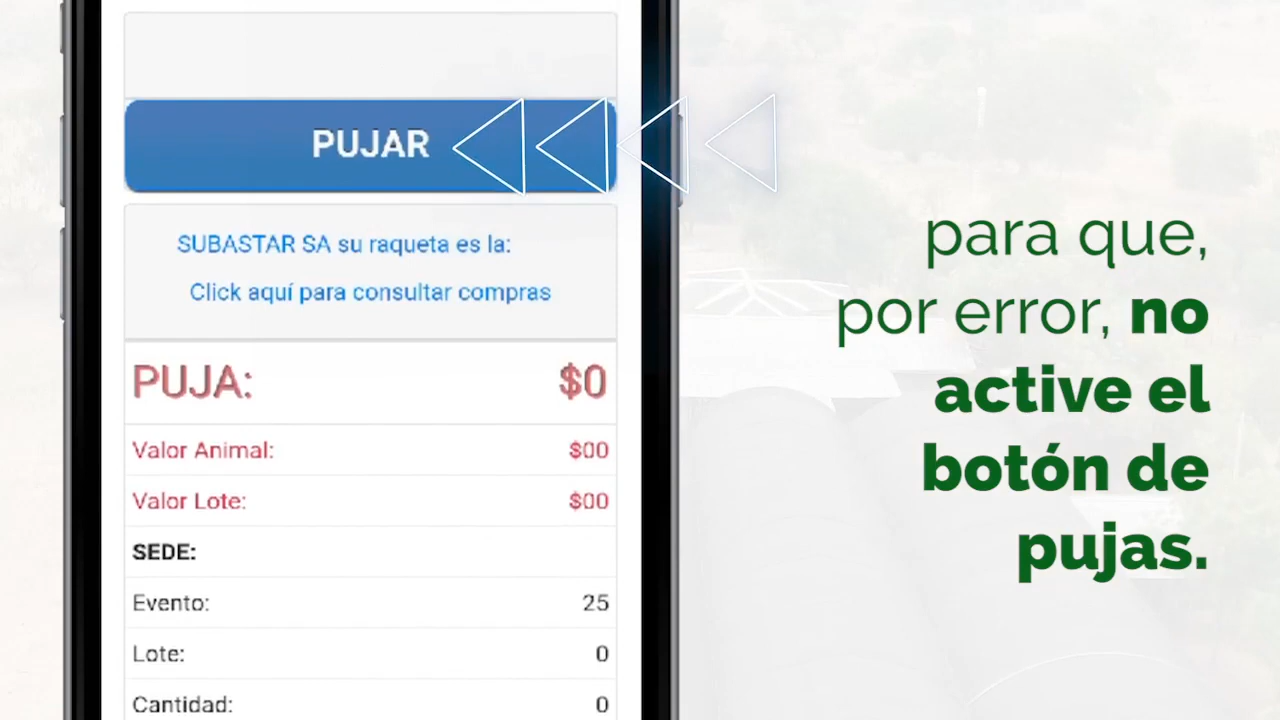 PUJAR
SUBASTAR SA su raqueta es la:
Click aquí para consultar compras
PUJA: $0
Valor Animal: $00
Valor Lote: $00
SEDE:
Evento: 25
Lote: 0
Cantidad: 0
para que,
por error, no
active el
botón de
pujas.